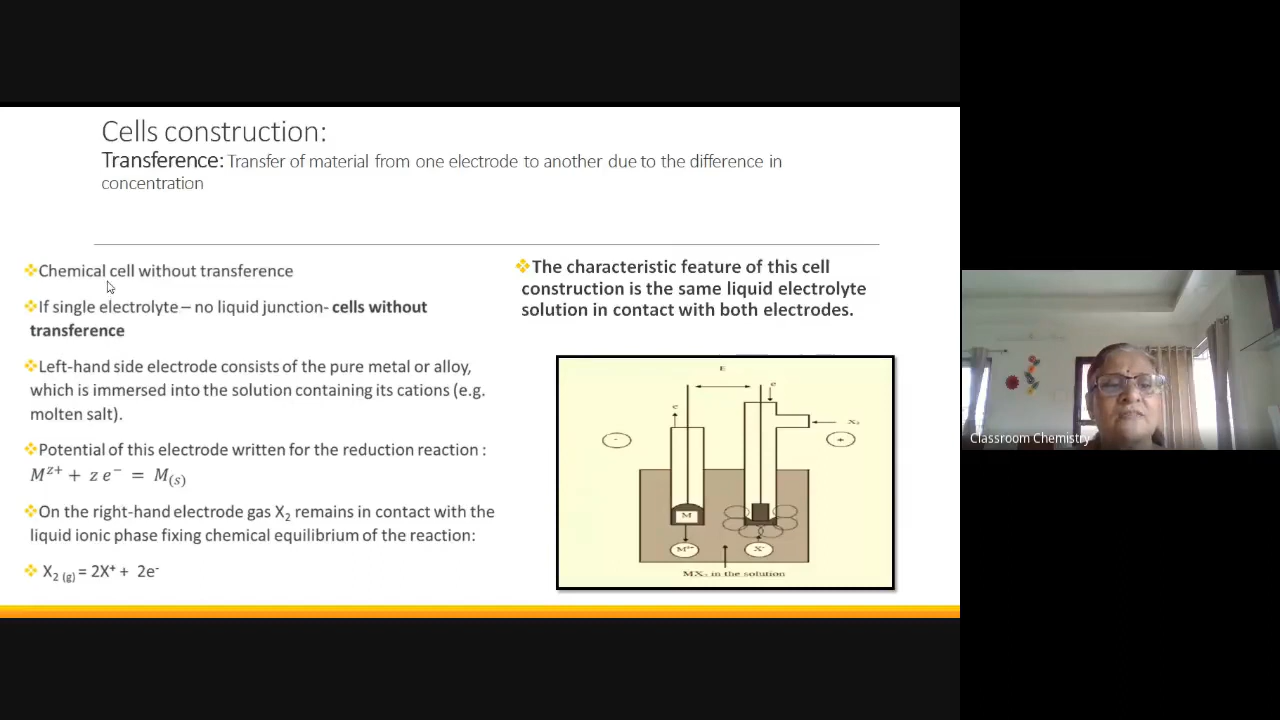 Cells construction:
Transference: Transfer of material from one electrode to another due to the difference in
concentration
Chemical cell without transference
If single electrolyte – no liquid junction- cells without
transference
Left-hand side electrode consists of the pure metal or alloy,
which is immersed into the solution containing its cations (e.g.
molten salt).
Potential of this electrode written for the reduction reaction :
M^{z+} + z e^{-} = M_{(s)}
On the right-hand electrode gas X₂ remains in contact with the
liquid ionic phase fixing chemical equilibrium of the reaction:
X_{2 (g)} = 2X⁺ + 2e⁻
The characteristic feature of this cell
construction is the same liquid electrolyte
solution in contact with both electrodes.
E
e
e
-
+
M
in the solution
Classroom Chemistry